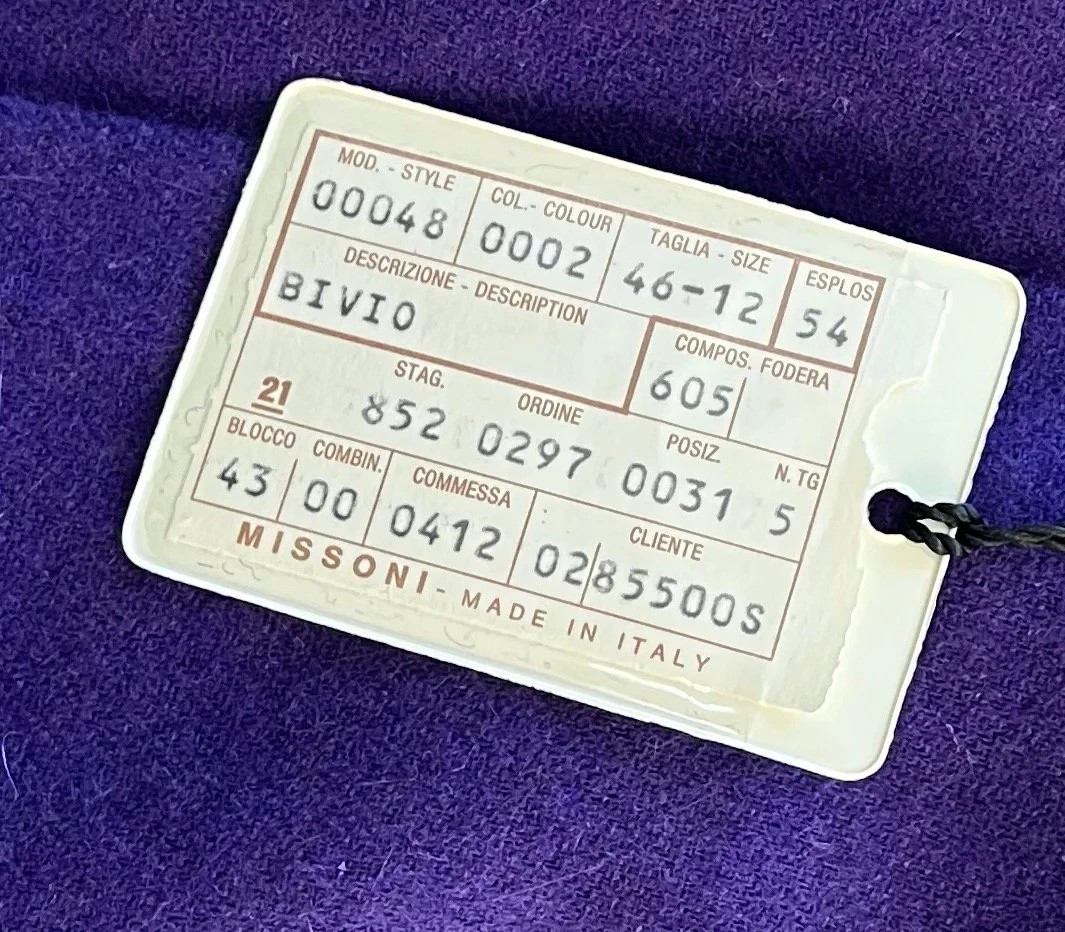 MOD. - STYLE COL.- COLOUR TAGLIA - SIZE ESPLOS
00048 0002 46-12 54
DESCRIZIONE - DESCRIPTION COMPOS. FODERA
BIVIO 605
21 STAG. ORDINE POSIZ. N. TG
852 0297 0031 5
BLOCCO COMBIN. COMMESSA CLIENTE
43 00 0412 0285500S
MISSONI - MADE IN ITALY